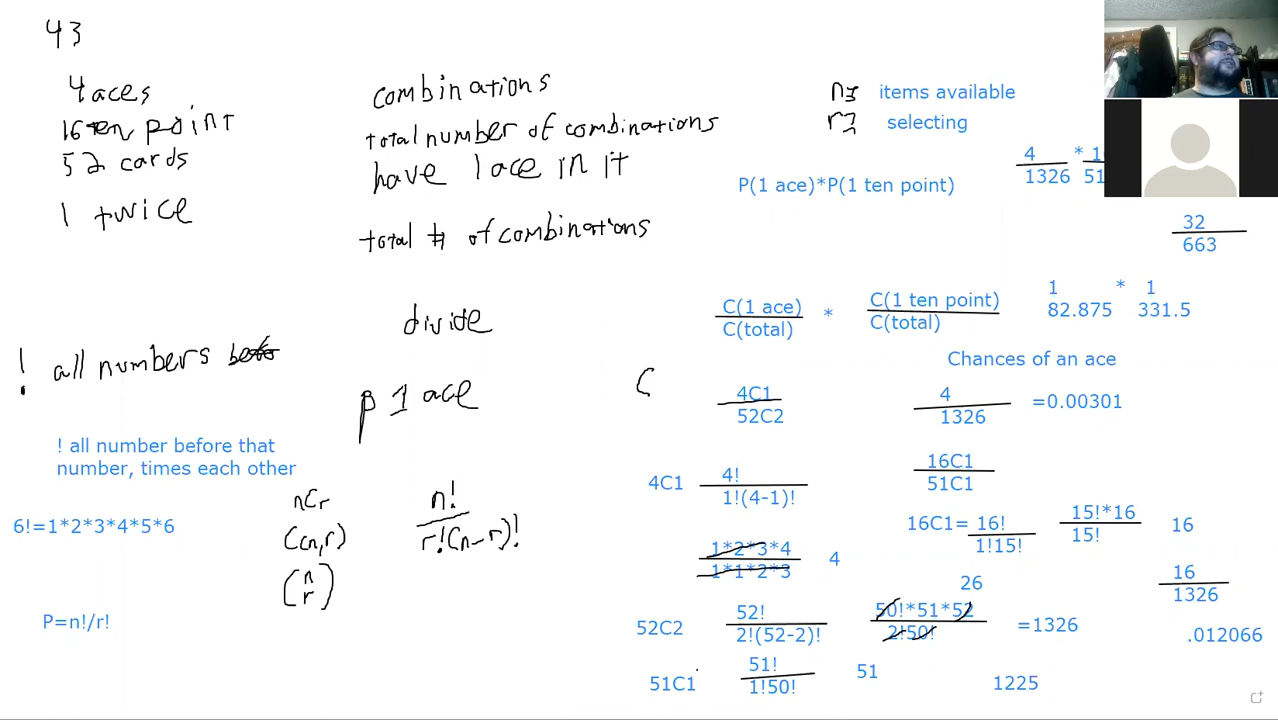 43
4 aces
16 ten point
52 cards
1 twice
combinations
total number of combinations
have 1 ace in it
total # of combinations
divide
p 1 ace
! all numbers
! all number before that
number, times each other
6!=1*2*3*4*5*6
P=n!/r!
nCr
C(n,r)
(n
r)
n!
r!(n-r)!
n=
r=
items available
selecting
P(1 ace)*P(1 ten point)
4 * 1
1326 51
32
663
C(1 ace) * C(1 ten point)
C(total) C(total)
1 * 1
82.875 331.5
Chances of an ace
C
4C1
52C2
4 =0.00301
1326
4C1 4!
1!(4-1)!
16C1
51C1
1*2*3*4 4
1*1*2*3
16C1= 16! 15!*16 16
1!15! 15!
26
16
1326
52C2 52! 50!*51*52 =1326
2!(52-2)! 2!50!
.012066
51C1 51! 51
1!50!
1225